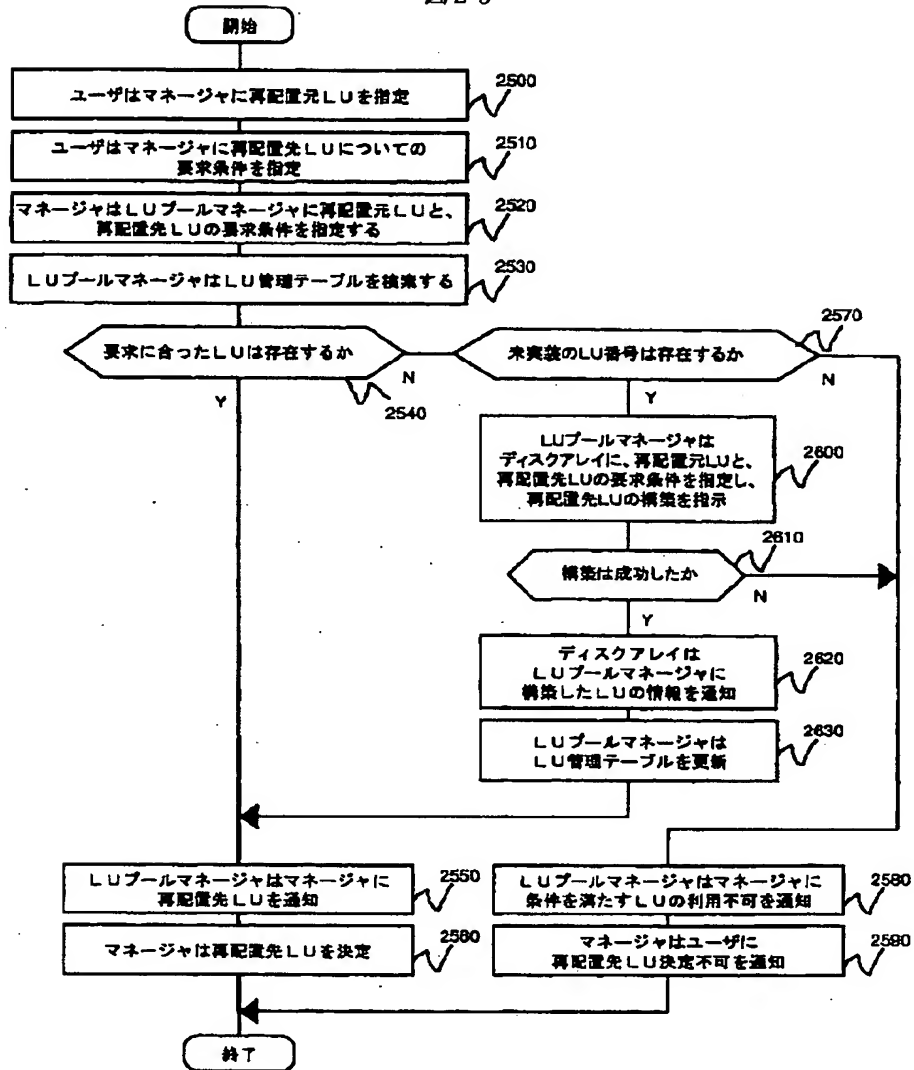 開始
ユーザはマネージャに再配置元LUを指定
2500
ユーザはマネージャに再配置先LUについての
要求条件を指定
2510
マネージャはLUプールマネージャに再配置元LUと、
再配置先LUの要求条件を指定する
2520
LUプールマネージャはLU管理テーブルを検索する
2530
要求に合ったLUは存在するか
N
Y
2540
未実装のLU番号は存在するか
2570
N
Y
LUプールマネージャは
ディスクアレイに、再配置元LUと、
再配置先LUの要求条件を指定し、
再配置先LUの構築を指示
2600
構築は成功したか
2610
N
Y
ディスクアレイは
LUプールマネージャに
構築したLUの情報を通知
2620
LUプールマネージャは
LU管理テーブルを更新
2630
LUプールマネージャはマネージャに
再配置先LUを通知
2550
LUプールマネージャはマネージャに
条件を満たすLUの利用不可を通知
2580
マネージャは再配置先LUを決定
2560
マネージャはユーザに
再配置先LU決定不可を通知
2590
終了